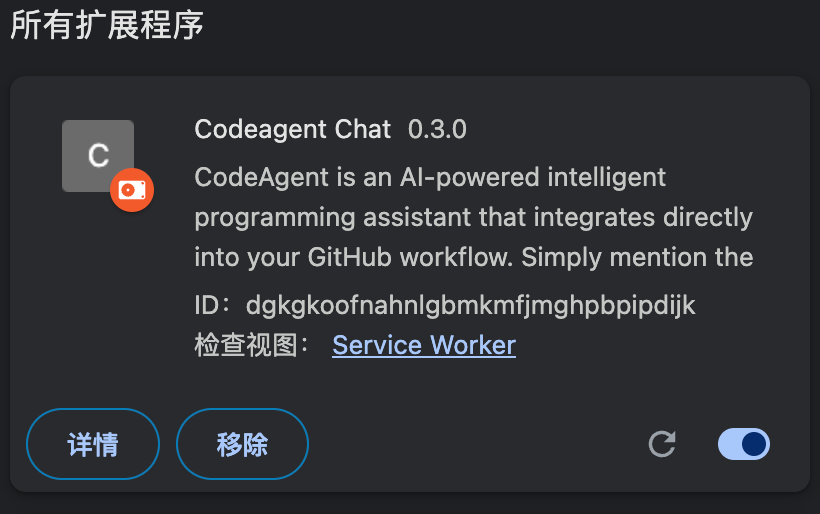 所有扩展程序
C
Codeagent Chat 0.3.0
CodeAgent is an AI-powered intelligent
programming assistant that integrates directly
into your GitHub workflow. Simply mention the
ID：dgkgkoofnahnlgbmkmfjmghpbpipdijk
检查视图： Service Worker
详情 移除